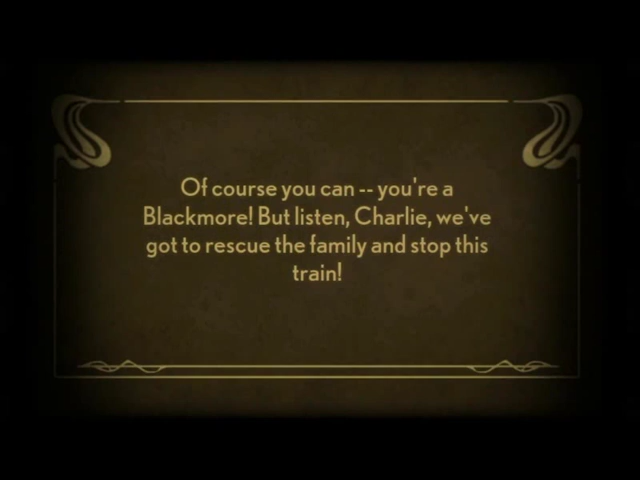 Of course you can -- you're a
Blackmore! But listen, Charlie, we've
got to rescue the family and stop this
train!